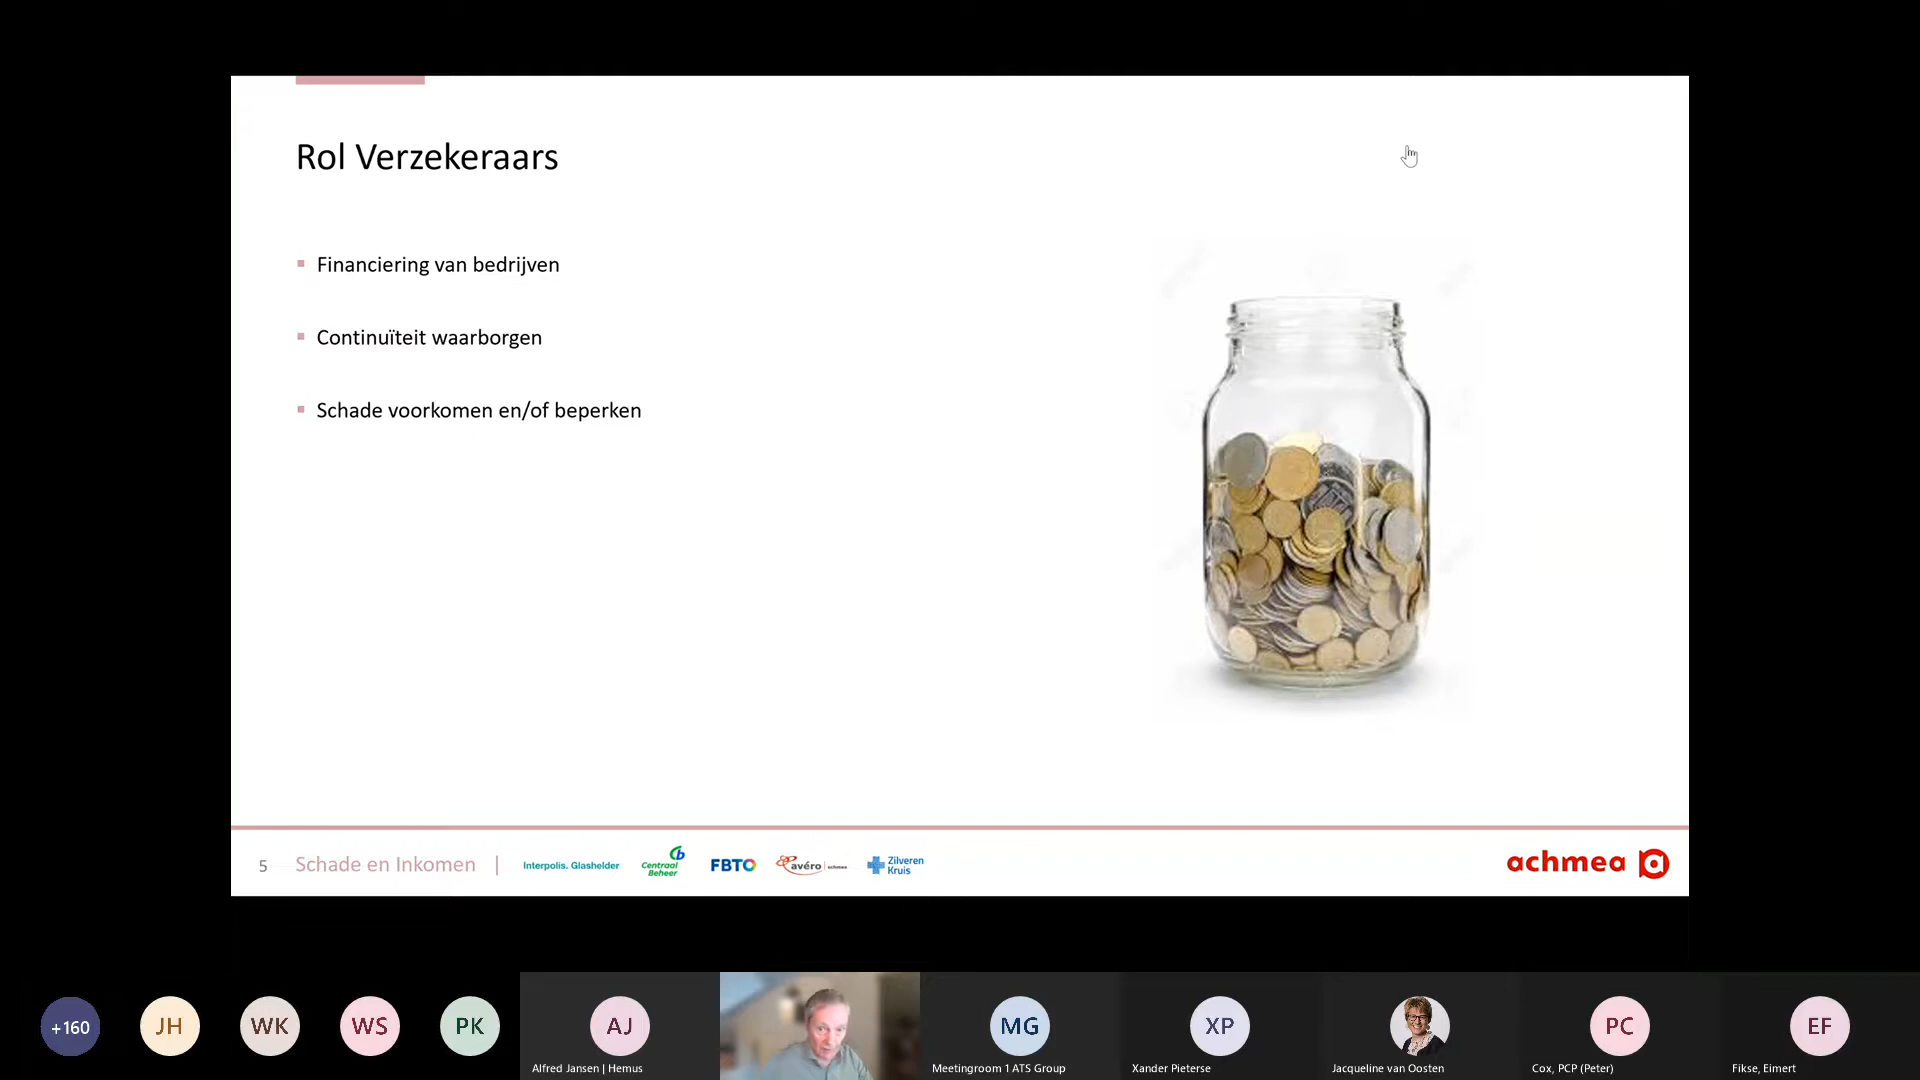 Rol Verzekeraars
Financiering van bedrijven
Continuïteit waarborgen
Schade voorkomen en/of beperken
5 Schade en Inkomen | Interpolis. Glashelder Centraal Beheer FBTO avéro achmea Zilveren Kruis achmea
+160 JH WK WS PK AJ MG XP PC EF
Alfred Jansen | Hemus Meetingroom 1 ATS Group Xander Pieterse Jacqueline van Oosten Cox, PCP (Peter) Fikse, Eimert